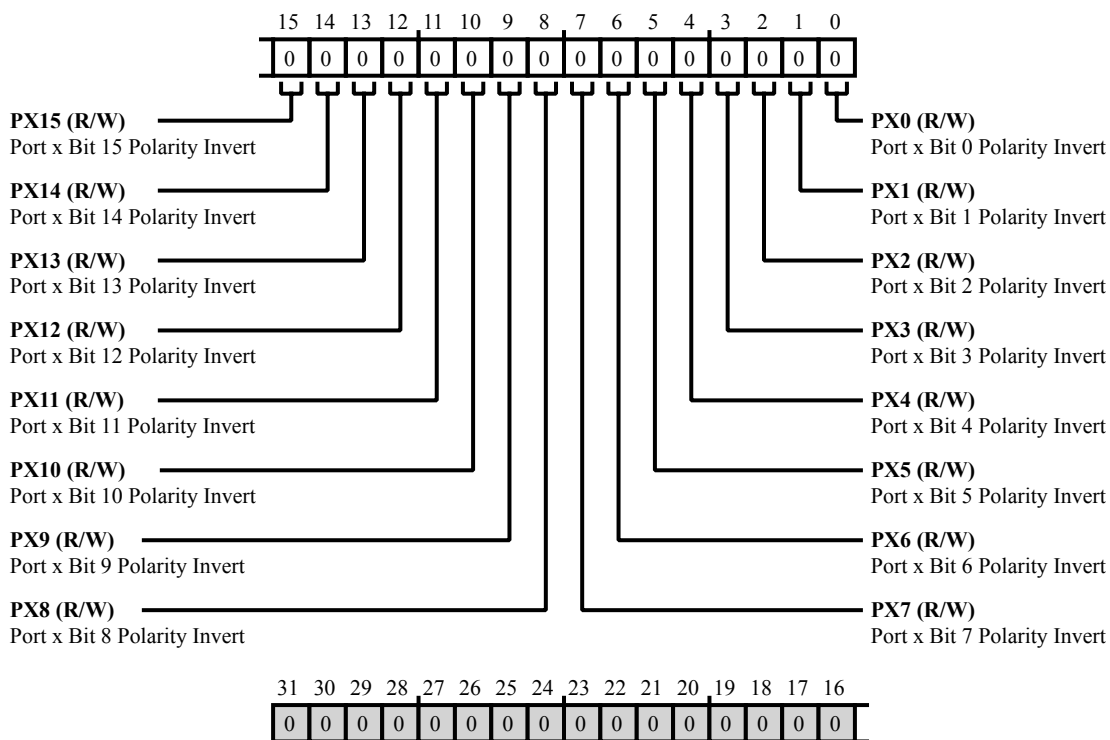 15 14 13 12 11 10 9 8 7 6 5 4 3 2 1 0
0 0 0 0 0 0 0 0 0 0 0 0 0 0 0 0
PX15 (R/W)
Port x Bit 15 Polarity Invert
PX14 (R/W)
Port x Bit 14 Polarity Invert
PX13 (R/W)
Port x Bit 13 Polarity Invert
PX12 (R/W)
Port x Bit 12 Polarity Invert
PX11 (R/W)
Port x Bit 11 Polarity Invert
PX10 (R/W)
Port x Bit 10 Polarity Invert
PX9 (R/W)
Port x Bit 9 Polarity Invert
PX8 (R/W)
Port x Bit 8 Polarity Invert
PX0 (R/W)
Port x Bit 0 Polarity Invert
PX1 (R/W)
Port x Bit 1 Polarity Invert
PX2 (R/W)
Port x Bit 2 Polarity Invert
PX3 (R/W)
Port x Bit 3 Polarity Invert
PX4 (R/W)
Port x Bit 4 Polarity Invert
PX5 (R/W)
Port x Bit 5 Polarity Invert
PX6 (R/W)
Port x Bit 6 Polarity Invert
PX7 (R/W)
Port x Bit 7 Polarity Invert
31 30 29 28 27 26 25 24 23 22 21 20 19 18 17 16
0 0 0 0 0 0 0 0 0 0 0 0 0 0 0 0